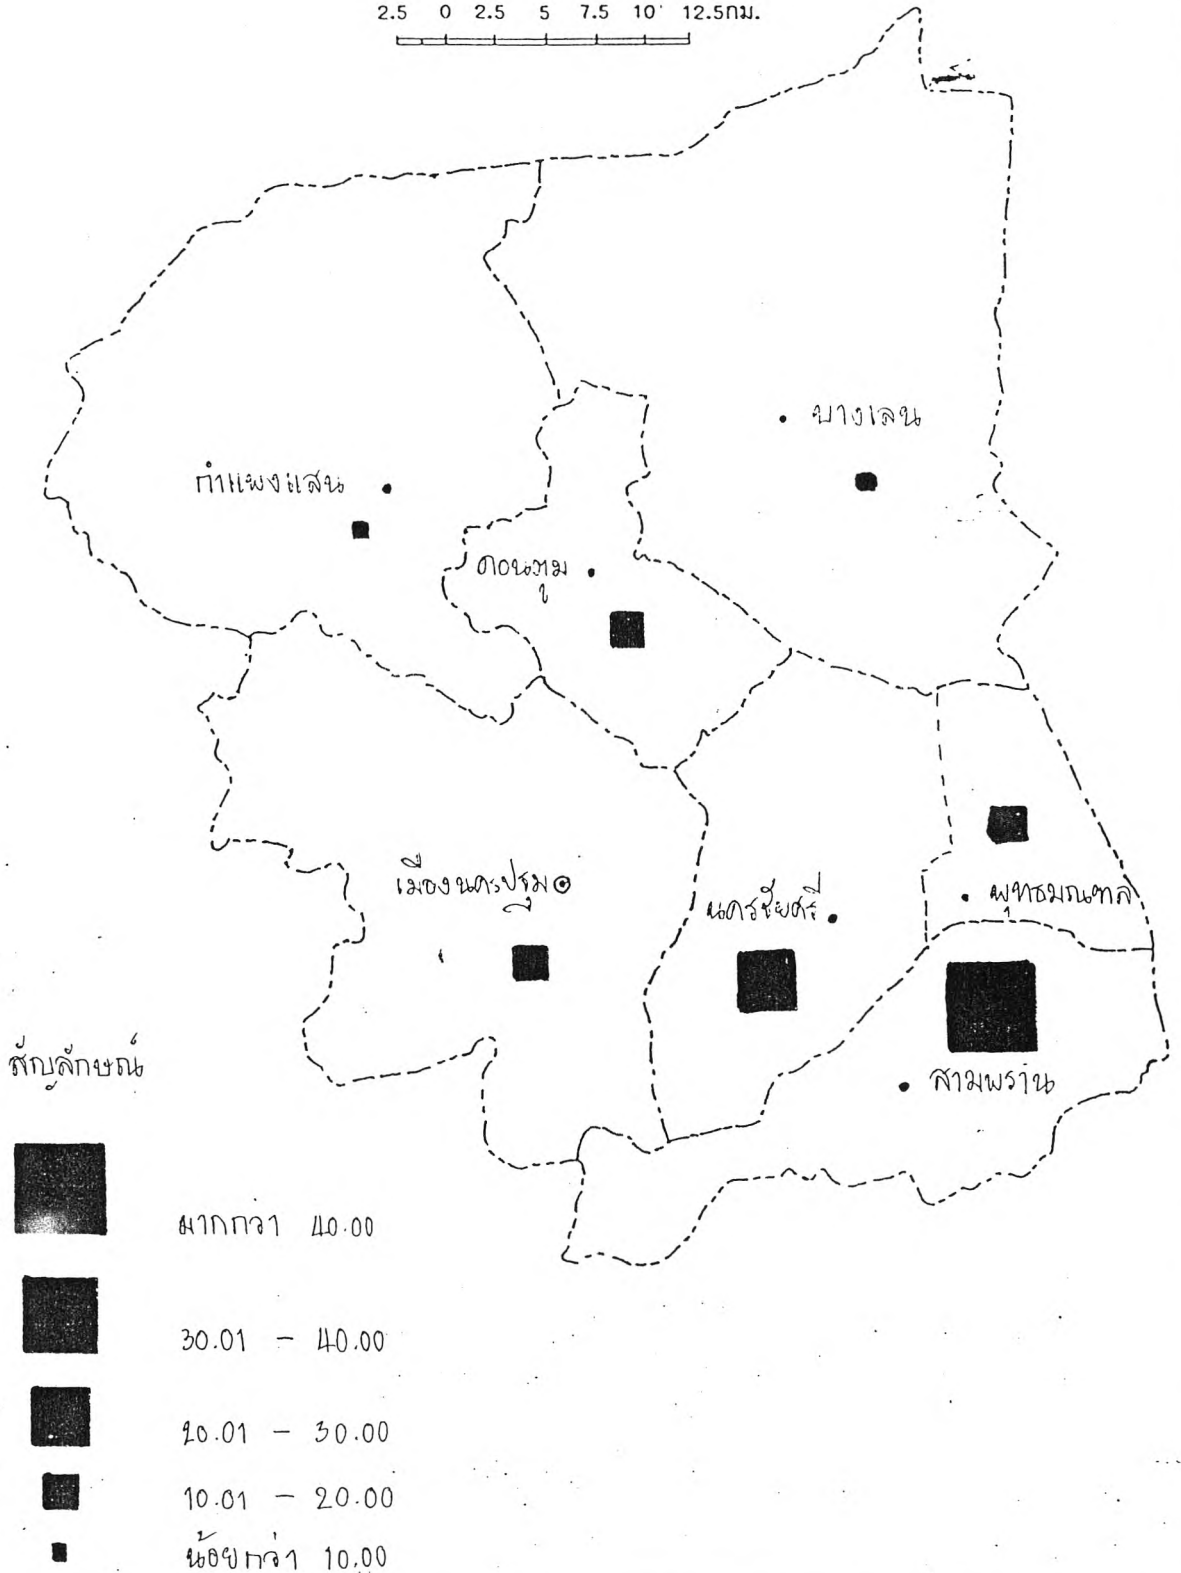 2.5 0 2.5 5 7.5 10 12.5กม.
บางเลน
กำแพงแสน
ดอนตูม
เมืองนครปฐม
นครชัยศรี
พุทธมณฑล
สามพราน
สัญลักษณ์
มากกว่า 40.00
30.01 - 40.00
20.01 - 30.00
10.01 - 20.00
น้อยกว่า 10.00